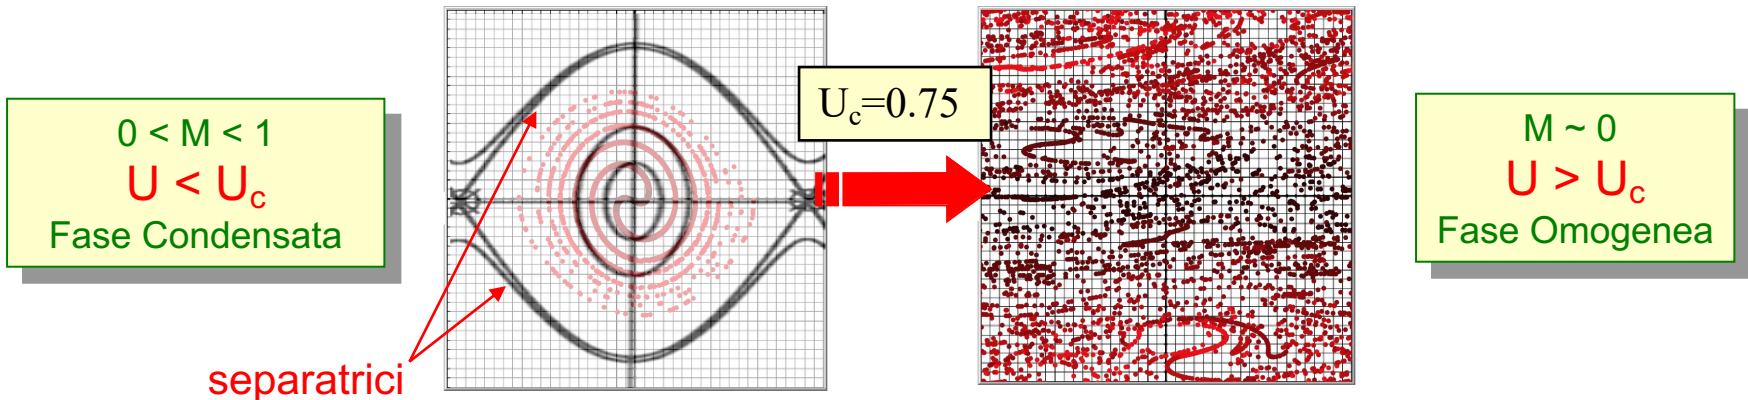 0 < M < 1
U < Uc
Fase Condensata
separatrici
Uc=0.75
M ~ 0
U > Uc
Fase Omogenea